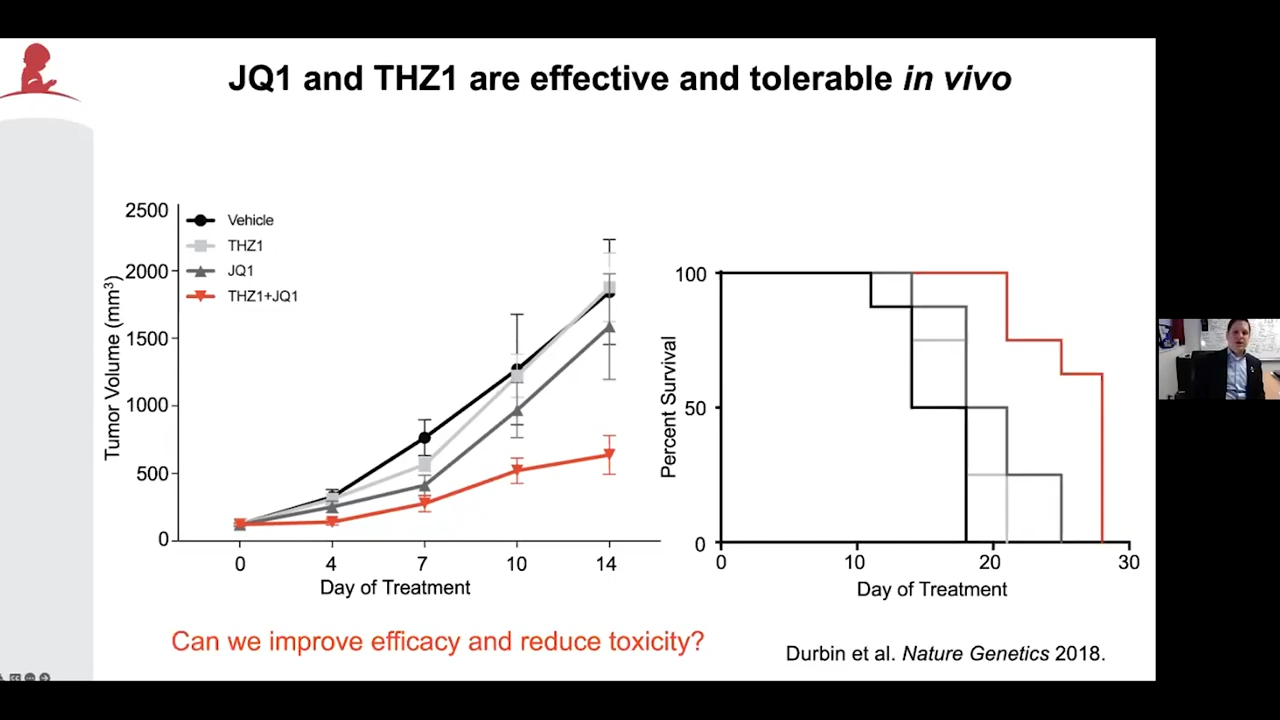 JQ1 and THZ1 are effective and tolerable in vivo
2500
2000
1500
1000
500
0
Tumor Volume (mm³)
Vehicle
THZ1
JQ1
THZ1+JQ1
0 4 7 10 14
Day of Treatment
100
50
0
Percent Survival
0 10 20 30
Day of Treatment
Can we improve efficacy and reduce toxicity?
Durbin et al. Nature Genetics 2018.